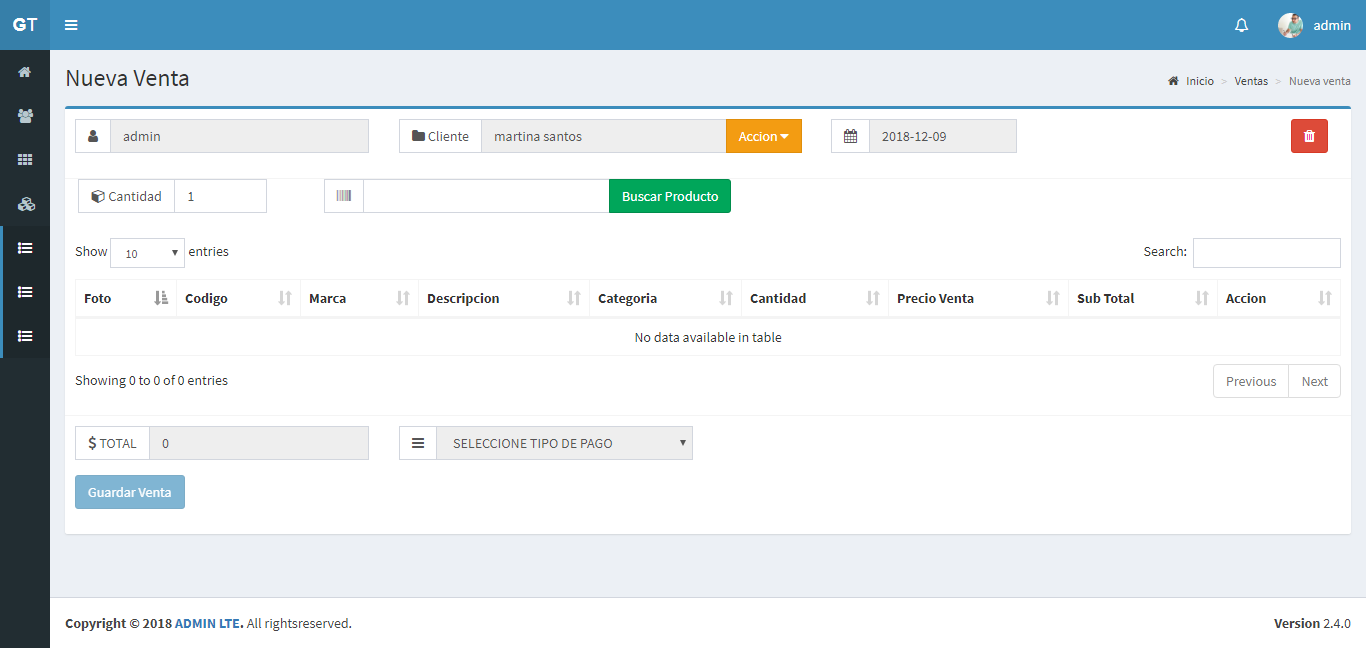 GT
admin
Nueva Venta
Inicio > Ventas > Nueva venta
admin
Cliente martina santos Accion
2018-12-09
Cantidad 1
Buscar Producto
Show 10 entries
Search:
Foto Codigo Marca Descripcion Categoria Cantidad Precio Venta Sub Total Accion
No data available in table
Showing 0 to 0 of 0 entries
Previous Next
$ TOTAL 0
SELECCIONE TIPO DE PAGO
Guardar Venta
Copyright © 2018 ADMIN LTE. All rightsreserved.
Version 2.4.0